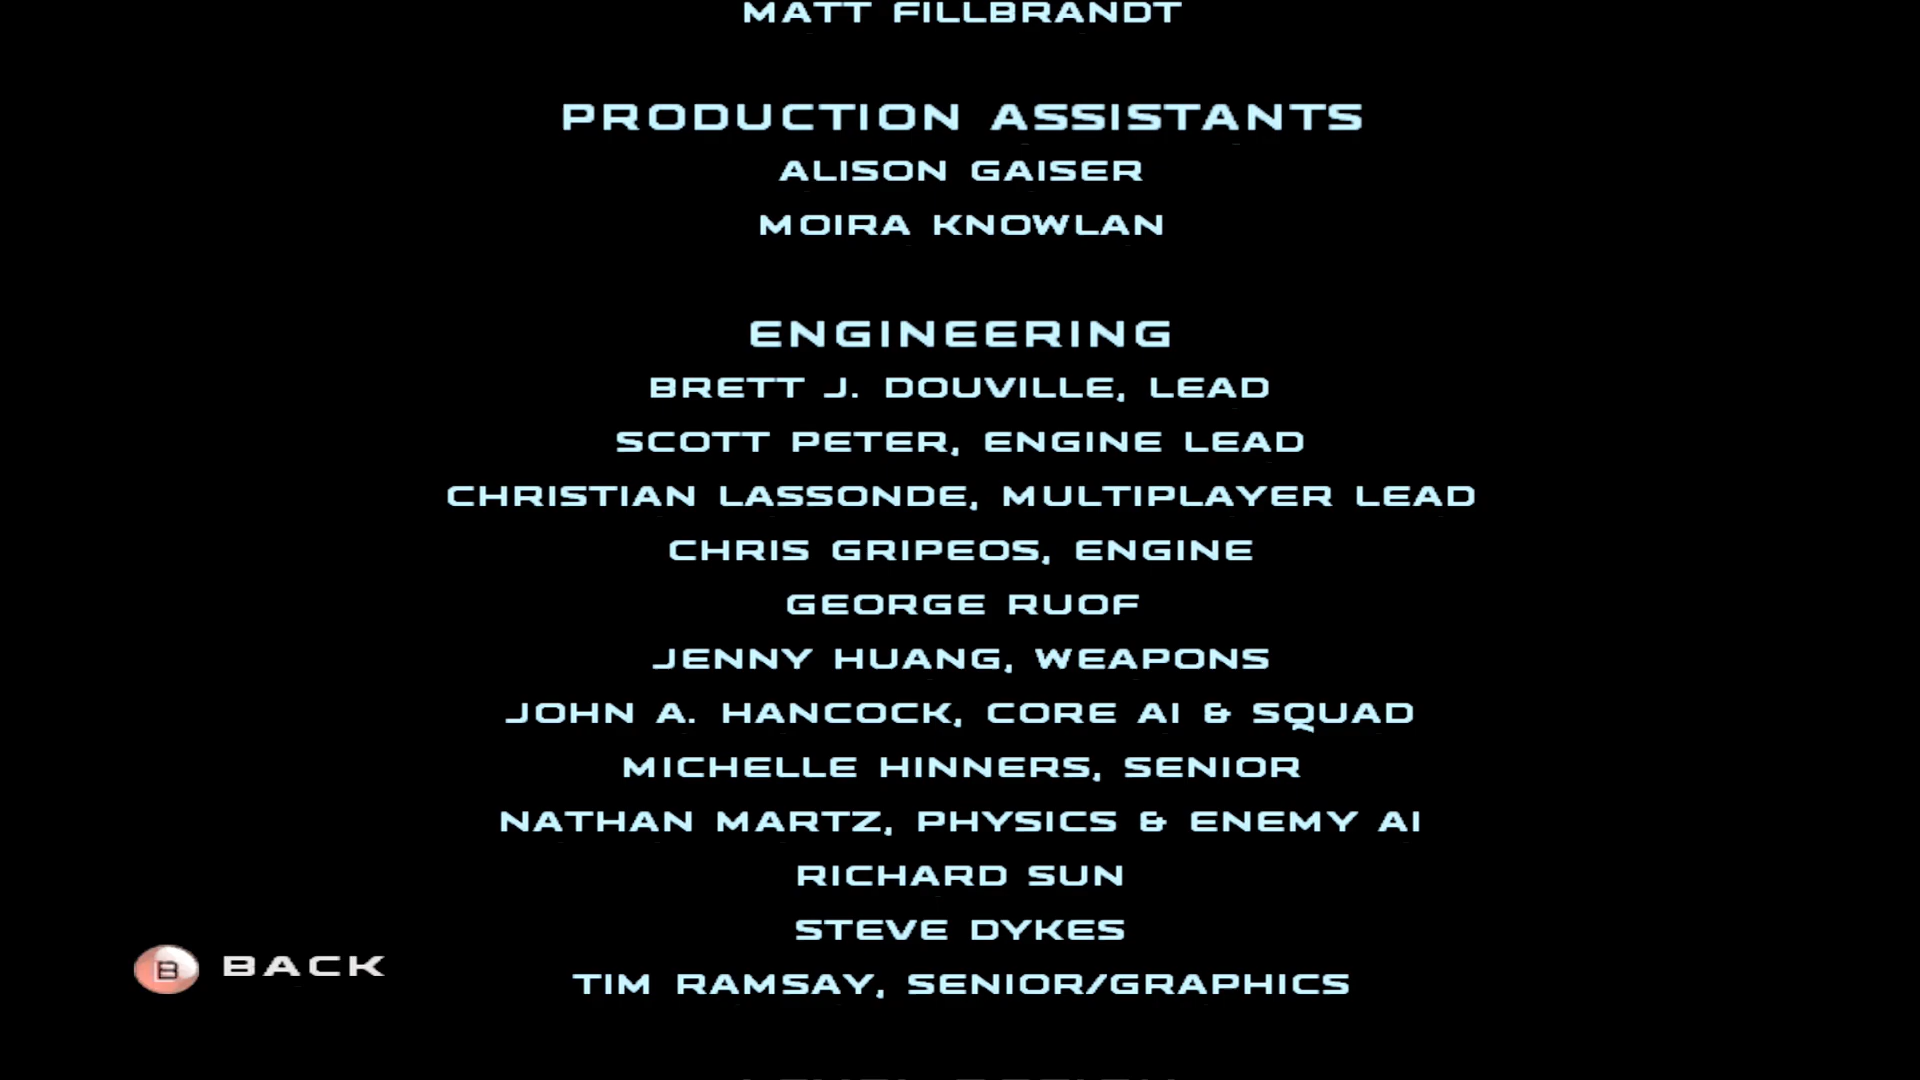 MATT FILLBRANDT
PRODUCTION ASSISTANTS
ALISON GAISER
MOIRA KNOWLAN
ENGINEERING
BRETT J. DOUVILLE, LEAD
SCOTT PETER, ENGINE LEAD
CHRISTIAN LASSONDE, MULTIPLAYER LEAD
CHRIS GRIPEOS, ENGINE
GEORGE RUOF
JENNY HUANG, WEAPONS
JOHN A. HANCOCK, CORE AI & SQUAD
MICHELLE HINNERS, SENIOR
NATHAN MARTZ, PHYSICS & ENEMY AI
RICHARD SUN
STEVE DYKES
B BACK
TIM RAMSAY, SENIOR/GRAPHICS